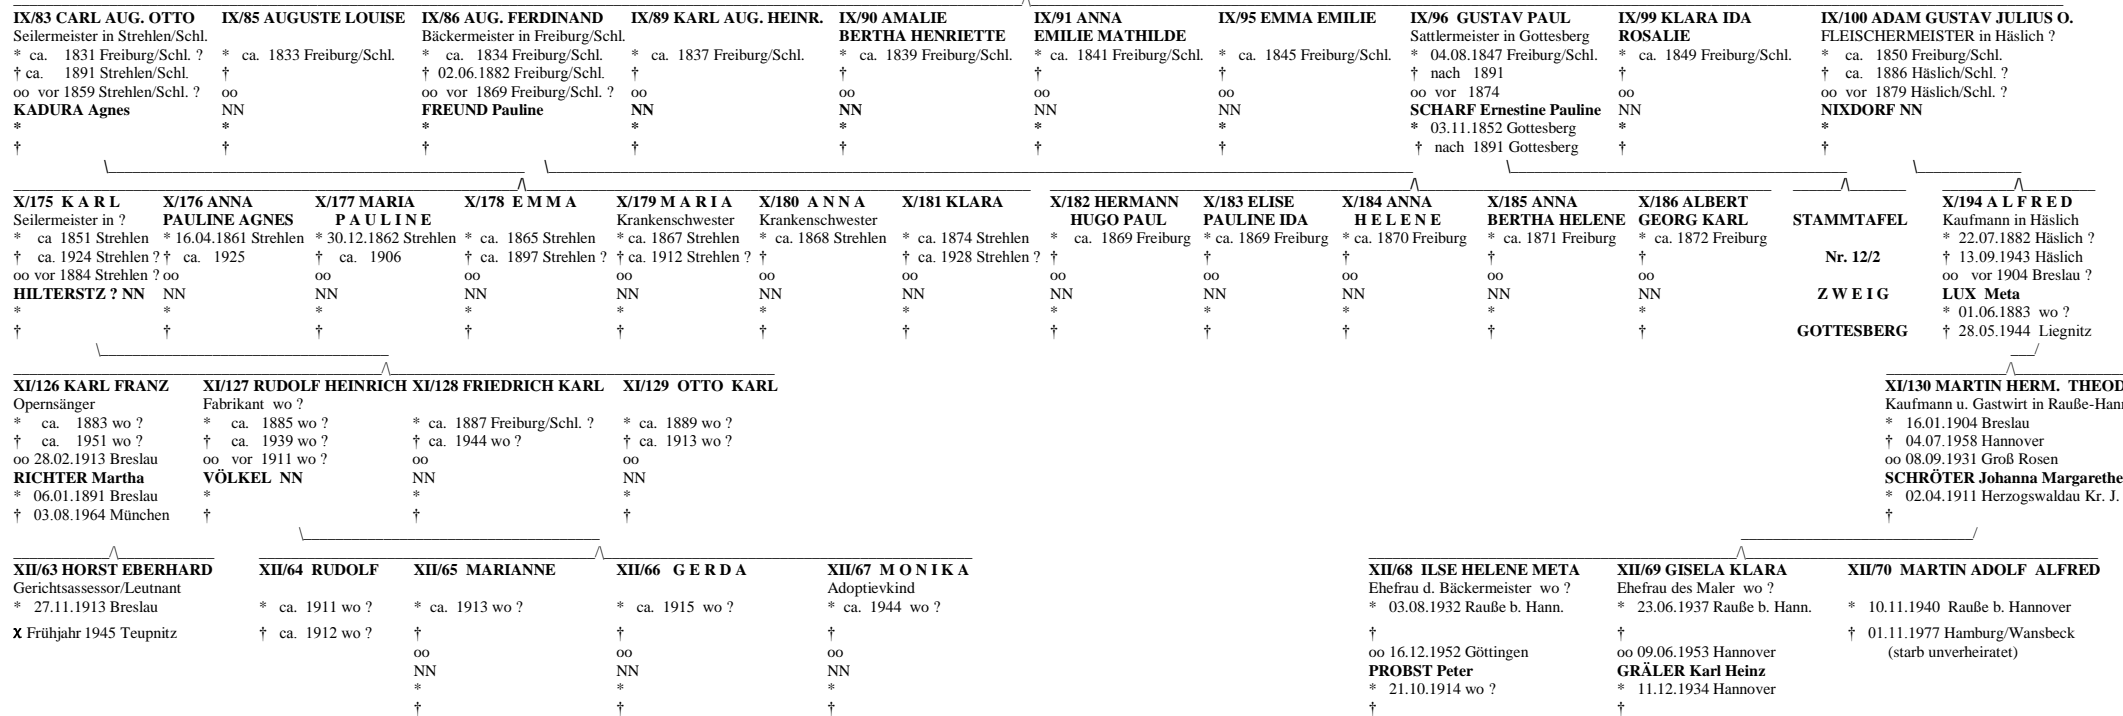 IX/83 CARL AUG. OTTO
Seilermeister in Strehlen/Schl.
* ca. 1831 Freiburg/Schl. ?
† ca. 1891 Strehlen/Schl.
oo vor 1859 Strehlen/Schl. ?
KADURA Agnes
*
†
IX/85 AUGUSTE LOUISE
* ca. 1833 Freiburg/Schl.
†
oo
NN
*
†
IX/86 AUG. FERDINAND
Bäckermeister in Freiburg/Schl.
* ca. 1834 Freiburg/Schl.
† 02.06.1882 Freiburg/Schl.
oo vor 1869 Freiburg/Schl. ?
FREUND Pauline
*
†
IX/89 KARL AUG. HEINR.
* ca. 1837 Freiburg/Schl.
†
oo
NN
*
†
IX/90 AMALIE
BERTHA HENRIETTE
* ca. 1839 Freiburg/Schl.
†
oo
NN
*
†
IX/91 ANNA
EMILIE MATHILDE
* ca. 1841 Freiburg/Schl.
†
oo
NN
*
†
IX/95 EMMA EMILIE
* ca. 1845 Freiburg/Schl.
†
oo
NN
*
†
IX/96 GUSTAV PAUL
Sattlermeister in Gottesberg
* 04.08.1847 Freiburg/Schl.
† nach 1891
oo vor 1874
SCHARF Ernestine Pauline
* 03.11.1852 Gottesberg
† nach 1891 Gottesberg
IX/99 KLARA IDA
ROSALIE
* ca. 1849 Freiburg/Schl.
†
oo
NN
*
†
IX/100 ADAM GUSTAV JULIUS O.
FLEISCHERMEISTER in Häslich ?
* ca. 1850 Freiburg/Schl.
† ca. 1886 Häslich/Schl. ?
oo vor 1879 Häslich/Schl. ?
NIXDORF NN
*
†
X/175 K A R L
Seilermeister in ?
* ca 1851 Strehlen
† ca. 1924 Strehlen ?
oo vor 1884 Strehlen ?
HILTERSTZ ? NN
*
†
X/176 ANNA
PAULINE AGNES
* 16.04.1861 Strehlen
† ca. 1925
oo
NN
*
†
X/177 MARIA
P A U L I N E
* 30.12.1862 Strehlen
† ca. 1906
oo
NN
*
†
X/178 E M M A
* ca. 1865 Strehlen
† ca. 1897 Strehlen ?
oo
NN
*
†
X/179 M A R I A
Krankenschwester
* ca. 1867 Strehlen
† ca. 1912 Strehlen ?
oo
NN
*
†
X/180 A N N A
Krankenschwester
* ca. 1868 Strehlen
†
oo
NN
*
†
X/181 KLARA
* ca. 1874 Strehlen
† ca. 1928 Strehlen ?
oo
NN
*
†
X/182 HERMANN
HUGO PAUL
* ca. 1869 Freiburg
†
oo
NN
*
†
X/183 ELISE
PAULINE IDA
* ca. 1869 Freiburg
†
oo
NN
*
†
X/184 ANNA
H E L E N E
* ca. 1870 Freiburg
†
oo
NN
*
†
X/185 ANNA
BERTHA HELENE
* ca. 1871 Freiburg
†
oo
NN
*
†
X/186 ALBERT
GEORG KARL
* ca. 1872 Freiburg
†
oo
NN
*
†
STAMMTAFEL
Nr. 12/2
Z W E I G
GOTTESBERG
X/194 A L F R E D
Kaufmann in Häslich
* 22.07.1882 Häslich ?
† 13.09.1943 Häslich
oo vor 1904 Breslau ?
LUX Meta
* 01.06.1883 wo ?
† 28.05.1944 Liegnitz
XI/126 KARL FRANZ
Opernsänger
* ca. 1883 wo ?
† ca. 1951 wo ?
oo 28.02.1913 Breslau
RICHTER Martha
* 06.01.1891 Breslau
† 03.08.1964 München
XI/127 RUDOLF HEINRICH
Fabrikant wo ?
* ca. 1885 wo ?
† ca. 1939 wo ?
oo vor 1911 wo ?
VÖLKEL NN
*
†
XI/128 FRIEDRICH KARL
* ca. 1887 Freiburg/Schl. ?
† ca. 1944 wo ?
oo
NN
*
†
XI/129 OTTO KARL
* ca. 1889 wo ?
† ca. 1913 wo ?
oo
NN
*
†
XI/130 MARTIN HERM. THEOD
Kaufmann u. Gastwirt in Rauße-Hann
* 16.01.1904 Breslau
† 04.07.1958 Hannover
oo 08.09.1931 Groß Rosen
SCHRÖTER Johanna Margarethe
* 02.04.1911 Herzogswaldau Kr. J.
†
XII/63 HORST EBERHARD
Gerichtsassessor/Leutnant
* 27.11.1913 Breslau
X Frühjahr 1945 Teupnitz
XII/64 RUDOLF
* ca. 1911 wo ?
† ca. 1912 wo ?
XII/65 MARIANNE
* ca. 1913 wo ?
†
oo
NN
*
†
XII/66 G E R D A
* ca. 1915 wo ?
†
oo
NN
*
†
XII/67 M O N I K A
Adoptievkind
* ca. 1944 wo ?
†
oo
NN
*
†
XII/68 ILSE HELENE META
Ehefrau d. Bäckermeister wo ?
* 03.08.1932 Rauße b. Hann.
†
oo 16.12.1952 Göttingen
PROBST Peter
* 21.10.1914 wo ?
†
XII/69 GISELA KLARA
Ehefrau des Maler wo ?
* 23.06.1937 Rauße b. Hann.
†
oo 09.06.1953 Hannover
GRÄLER Karl Heinz
* 11.12.1934 Hannover
†
XII/70 MARTIN ADOLF ALFRED
* 10.11.1940 Rauße b. Hannover
† 01.11.1977 Hamburg/Wansbeck
(starb unverheiratet)